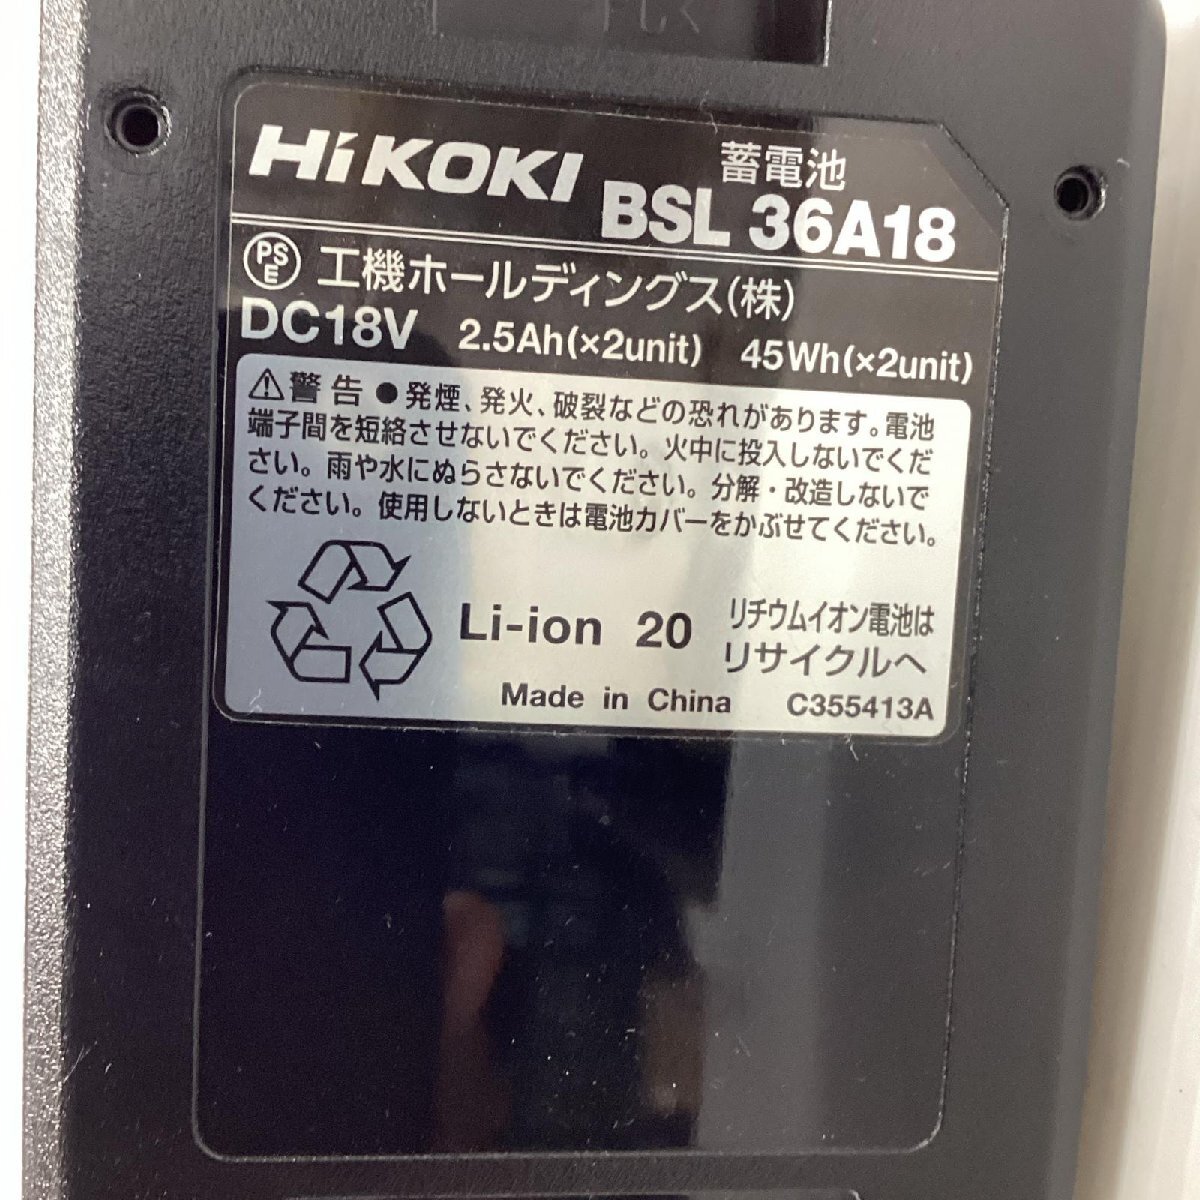 HiKOKI
蓄電池
BSL 36A18
PSE 工機ホールディングス(株)
DC18V 2.5Ah(×2unit) 45Wh(×2unit)
⚠警告 ●発煙、発火、破裂などの恐れがあります。電池
端子間を短絡させないでください。火中に投入しないでくだ
さい。雨や水にぬらさないでください。分解・改造しないで
ください。使用しないときは電池カバーをかぶせてください。
Li-ion 20
リチウムイオン電池は
リサイクルへ
Made in China C355413A